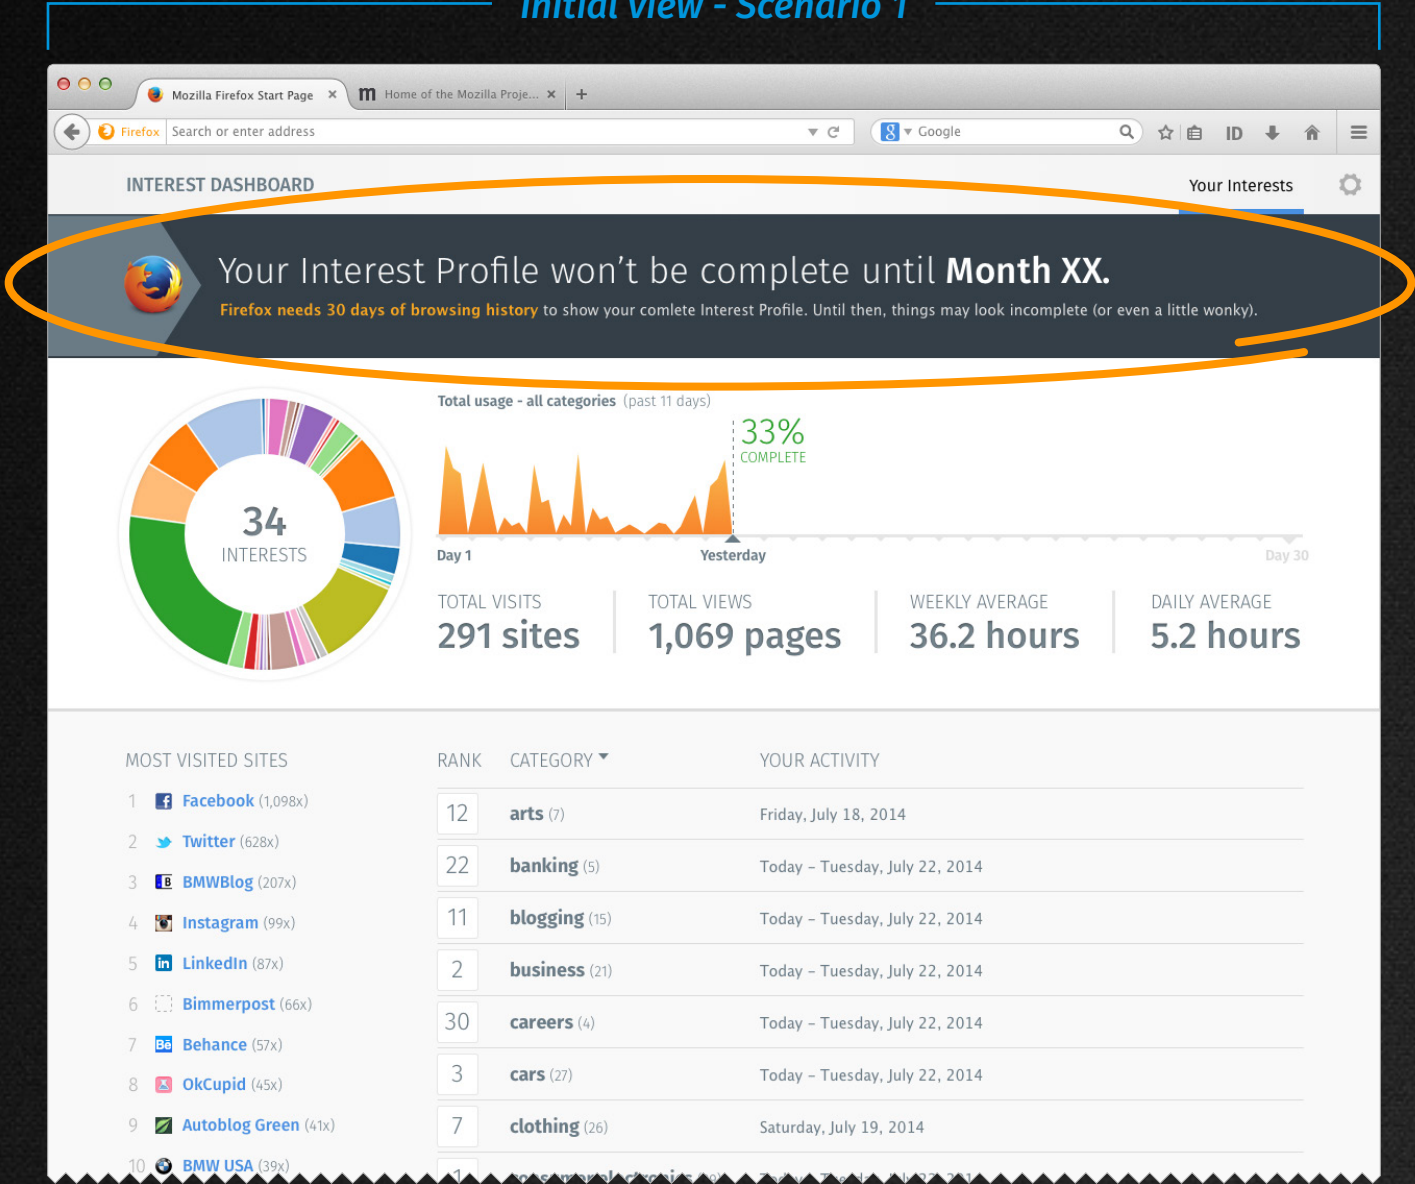 Initial View - Scenario 1
Mozilla Firefox Start Page
Home of the Mozilla Proje...
Firefox Search or enter address
Google
ID
INTEREST DASHBOARD
Your Interests
Your Interest Profile won't be complete until Month XX.
Firefox needs 30 days of browsing history to show your comlete Interest Profile. Until then, things may look incomplete (or even a little wonky).
34
INTERESTS
Total usage - all categories (past 11 days)
33%
COMPLETE
Day 1
Yesterday
Day 30
TOTAL VISITS
291 sites
TOTAL VIEWS
1,069 pages
WEEKLY AVERAGE
36.2 hours
DAILY AVERAGE
5.2 hours
MOST VISITED SITES
1 Facebook (1,098x)
2 Twitter (628x)
3 BMWBlog (207x)
4 Instagram (99x)
5 LinkedIn (87x)
6 Bimmerpost (66x)
7 Behance (57x)
8 OkCupid (45x)
9 Autoblog Green (41x)
10 BMW USA (39x)
RANK CATEGORY YOUR ACTIVITY
12 arts (7) Friday, July 18, 2014
22 banking (5) Today – Tuesday, July 22, 2014
11 blogging (15) Today – Tuesday, July 22, 2014
2 business (21) Today – Tuesday, July 22, 2014
30 careers (4) Today – Tuesday, July 22, 2014
3 cars (27) Today – Tuesday, July 22, 2014
7 clothing (26) Saturday, July 19, 2014
1 consumer electronics